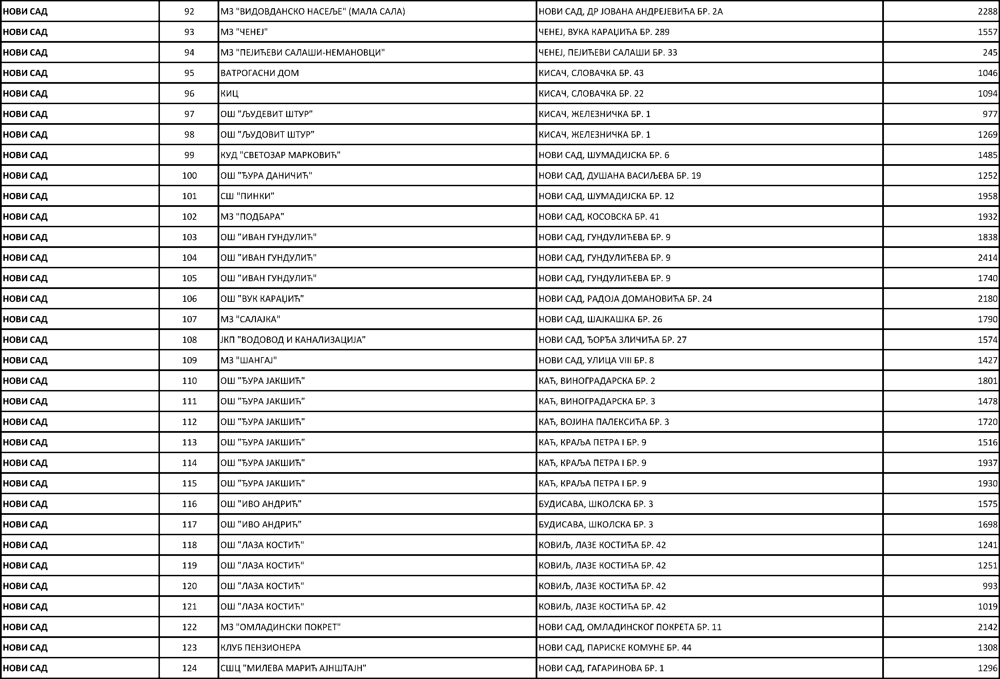 НОВИ САД 92 МЗ "ВИДОВДАНСКО НАСЕЉЕ" (МАЛА САЛА) НОВИ САД, ДР ЈОВАНА АНДРЕЈЕВИЋА БР. 2А 2288
НОВИ САД 93 МЗ "ЧЕНЕЈ" ЧЕНЕЈ, ВУКА КАРАЏИЋА БР. 289 1557
НОВИ САД 94 МЗ "ПЕЈИЋЕВИ САЛАШИ-НЕМАНОВЦИ" ЧЕНЕЈ, ПЕЈИЋЕВИ САЛАШИ БР. 33 245
НОВИ САД 95 ВАТРОГАСНИ ДОМ КИСАЧ, СЛОВАЧКА БР. 43 1046
НОВИ САД 96 КИЦ КИСАЧ, СЛОВАЧКА БР. 22 1094
НОВИ САД 97 ОШ "ЉУДЕВИТ ШТУР" КИСАЧ, ЖЕЛЕЗНИЧКА БР. 1 977
НОВИ САД 98 ОШ "ЉУДОВИТ ШТУР" КИСАЧ, ЖЕЛЕЗНИЧКА БР. 1 1269
НОВИ САД 99 КУД "СВЕТОЗАР МАРКОВИЋ" НОВИ САД, ШУМАДИЈСКА БР. 6 1485
НОВИ САД 100 ОШ "ЂУРА ДАНИЧИЋ" НОВИ САД, ДУШАНА ВАСИЉЕВА БР. 19 1252
НОВИ САД 101 СШ "ПИНКИ" НОВИ САД, ШУМАДИЈСКА БР. 12 1958
НОВИ САД 102 МЗ "ПОДБАРА" НОВИ САД, КОСОВСКА БР. 41 1932
НОВИ САД 103 ОШ "ИВАН ГУНДУЛИЋ" НОВИ САД, ГУНДУЛИЋЕВА БР. 9 1838
НОВИ САД 104 ОШ "ИВАН ГУНДУЛИЋ" НОВИ САД, ГУНДУЛИЋЕВА БР. 9 2414
НОВИ САД 105 ОШ "ИВАН ГУНДУЛИЋ" НОВИ САД, ГУНДУЛИЋЕВА БР. 9 1740
НОВИ САД 106 ОШ "ВУК КАРАЏИЋ" НОВИ САД, РАДОЈА ДОМАНОВИЋА БР. 24 2180
НОВИ САД 107 МЗ "САЛАЈКА" НОВИ САД, ШАЈКАШКА БР. 26 1790
НОВИ САД 108 ЈКП "ВОДОВОД И КАНАЛИЗАЦИЈА" НОВИ САД, ЂОРЂА ЗЛИЧИЋА БР. 27 1574
НОВИ САД 109 МЗ "ШАНГАЈ" НОВИ САД, УЛИЦА VIII БР. 8 1427
НОВИ САД 110 ОШ "ЂУРА ЈАКШИЋ" КАЋ, ВИНОГРАДАРСКА БР. 2 1801
НОВИ САД 111 ОШ "ЂУРА ЈАКШИЋ" КАЋ, ВИНОГРАДАРСКА БР. 3 1478
НОВИ САД 112 ОШ "ЂУРА ЈАКШИЋ" КАЋ, ВОЈИНА ПАЛЕКСИЋА БР. 3 1720
НОВИ САД 113 ОШ "ЂУРА ЈАКШИЋ" КАЋ, КРАЉА ПЕТРА I БР. 9 1516
НОВИ САД 114 ОШ "ЂУРА ЈАКШИЋ" КАЋ, КРАЉА ПЕТРА I БР. 9 1937
НОВИ САД 115 ОШ "ЂУРА ЈАКШИЋ" КАЋ, КРАЉА ПЕТРА I БР. 9 1930
НОВИ САД 116 ОШ "ИВО АНДРИЋ" БУДИСАВА, ШКОЛСКА БР. 3 1575
НОВИ САД 117 ОШ "ИВО АНДРИЋ" БУДИСАВА, ШКОЛСКА БР. 3 1698
НОВИ САД 118 ОШ "ЛАЗА КОСТИЋ" КОВИЉ, ЛАЗЕ КОСТИЋА БР. 42 1241
НОВИ САД 119 ОШ "ЛАЗА КОСТИЋ" КОВИЉ, ЛАЗЕ КОСТИЋА БР. 42 1251
НОВИ САД 120 ОШ "ЛАЗА КОСТИЋ" КОВИЉ, ЛАЗЕ КОСТИЋА БР. 42 993
НОВИ САД 121 ОШ "ЛАЗА КОСТИЋ" КОВИЉ, ЛАЗЕ КОСТИЋА БР. 42 1019
НОВИ САД 122 МЗ "ОМЛАДИНСКИ ПОКРЕТ" НОВИ САД, ОМЛАДИНСКОГ ПОКРЕТА БР. 11 2142
НОВИ САД 123 КЛУБ ПЕНЗИОНЕРА НОВИ САД, ПАРИСКЕ КОМУНЕ БР. 44 1308
НОВИ САД 124 СШЦ "МИЛЕВА МАРИЋ АЈНШТАЈН" НОВИ САД, ГАГАРИНОВА БР. 1 1296